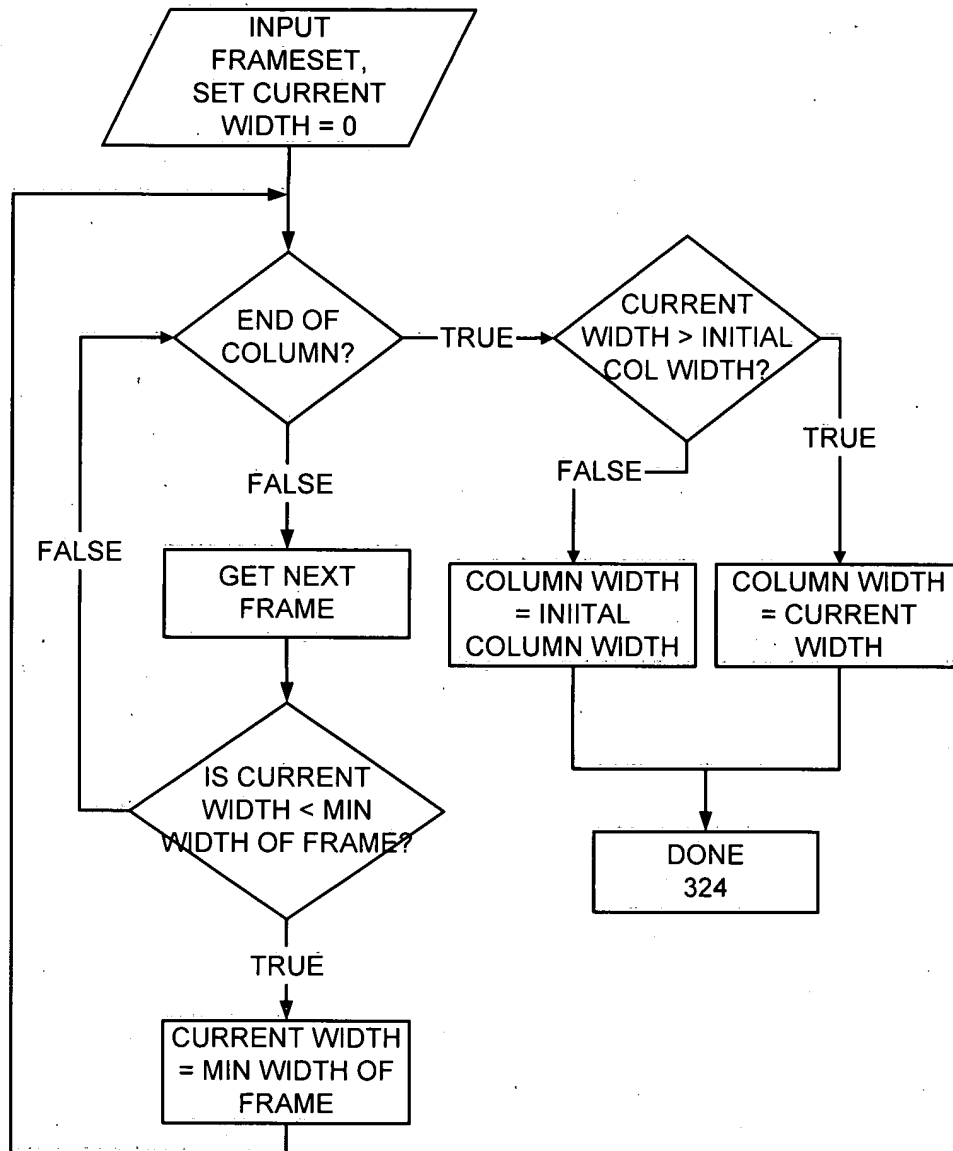 INPUT
FRAMESET,
SET CURRENT
WIDTH = 0
END OF
COLUMN?
TRUE
CURRENT
WIDTH > INITIAL
COL WIDTH?
TRUE
FALSE
FALSE
FALSE
GET NEXT
FRAME
COLUMN WIDTH
= INIITAL
COLUMN WIDTH
COLUMN WIDTH
= CURRENT
WIDTH
IS CURRENT
WIDTH < MIN
WIDTH OF FRAME?
DONE
324
TRUE
CURRENT WIDTH
= MIN WIDTH OF
FRAME